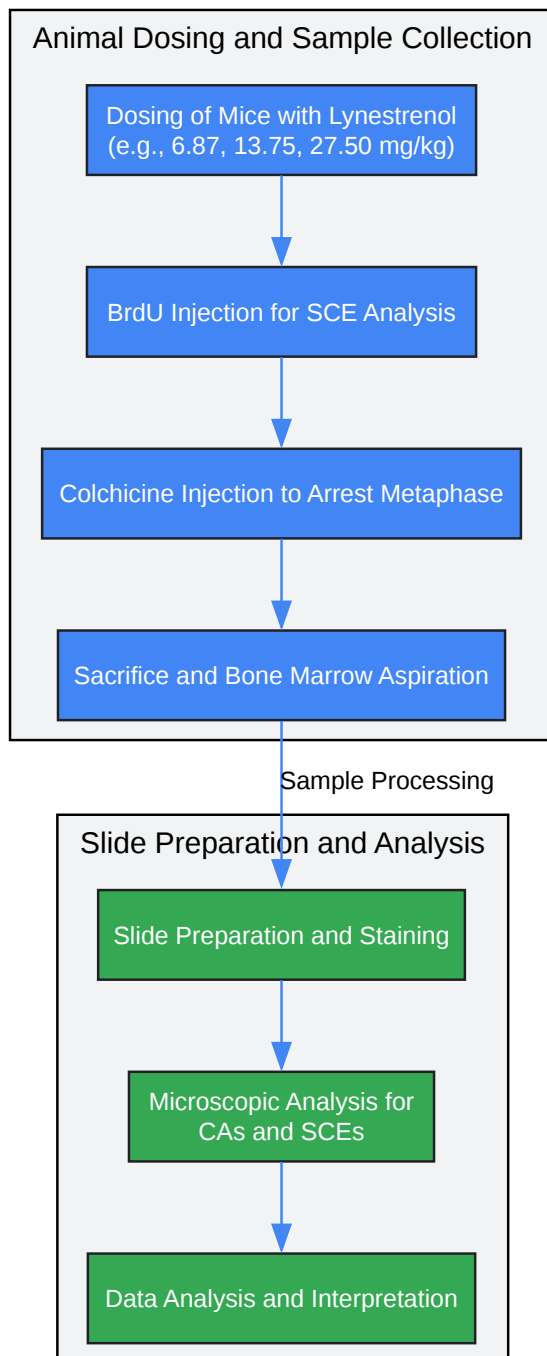 Animal Dosing and Sample Collection
Dosing of Mice with Lynestrenol
(e.g., 6.87, 13.75, 27.50 mg/kg)
BrdU Injection for SCE Analysis
Colchicine Injection to Arrest Metaphase
Sacrifice and Bone Marrow Aspiration
Sample Processing
Slide Preparation and Analysis
Slide Preparation and Staining
Microscopic Analysis for
CAs and SCEs
Data Analysis and Interpretation